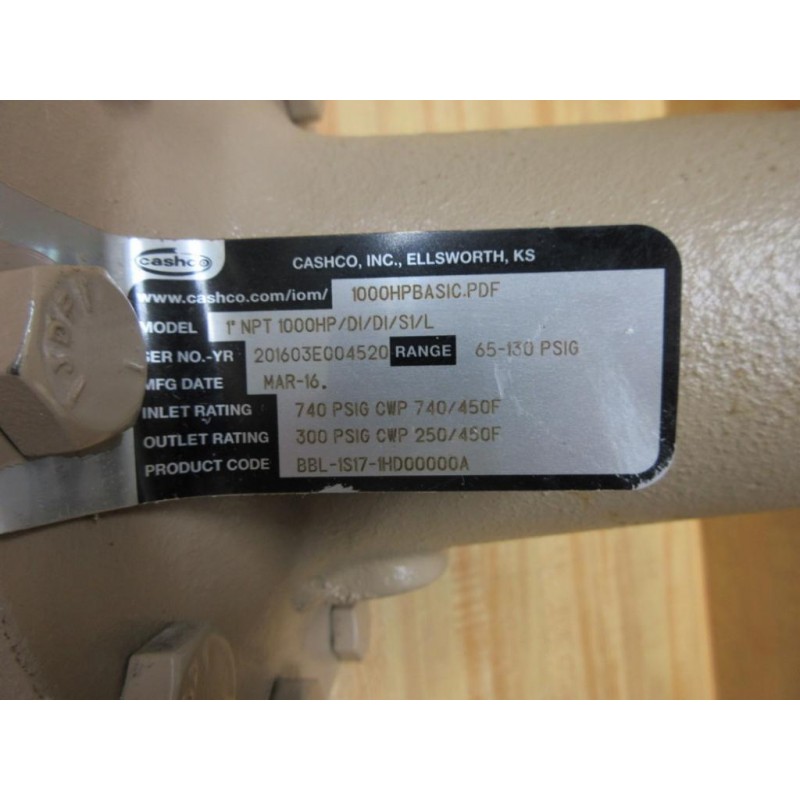 cashco CASHCO, INC., ELLSWORTH, KS
www.cashco.com/iom/ 1000HPBASIC.PDF
MODEL 1" NPT 1000HP/DI/DI/S1/L
SER NO.-YR 201603E004520 RANGE 65-130 PSIG
MFG DATE MAR-16.
INLET RATING 740 PSIG CWP 740/450F
OUTLET RATING 300 PSIG CWP 250/450F
PRODUCT CODE BBL-1S17-1HD00000A